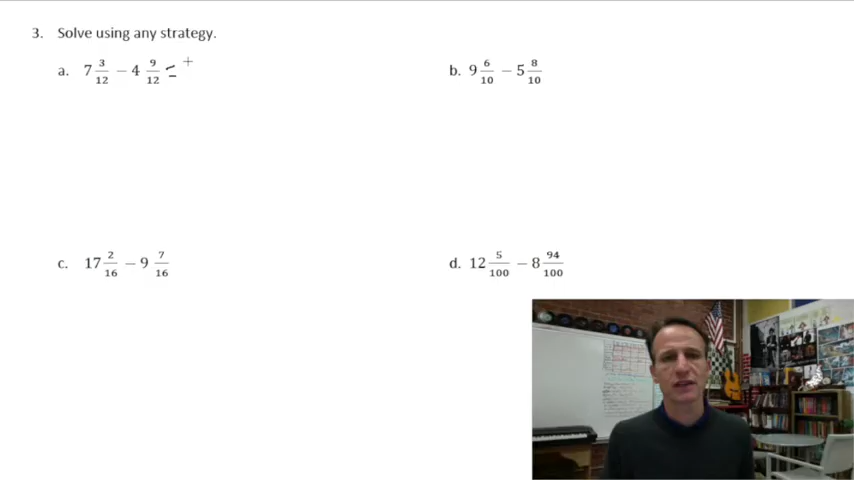 3. Solve using any strategy.
a. 7 3/12 − 4 9/12 =
b. 9 6/10 − 5 8/10
c. 17 2/16 − 9 7/16
d. 12 5/100 − 8 94/100